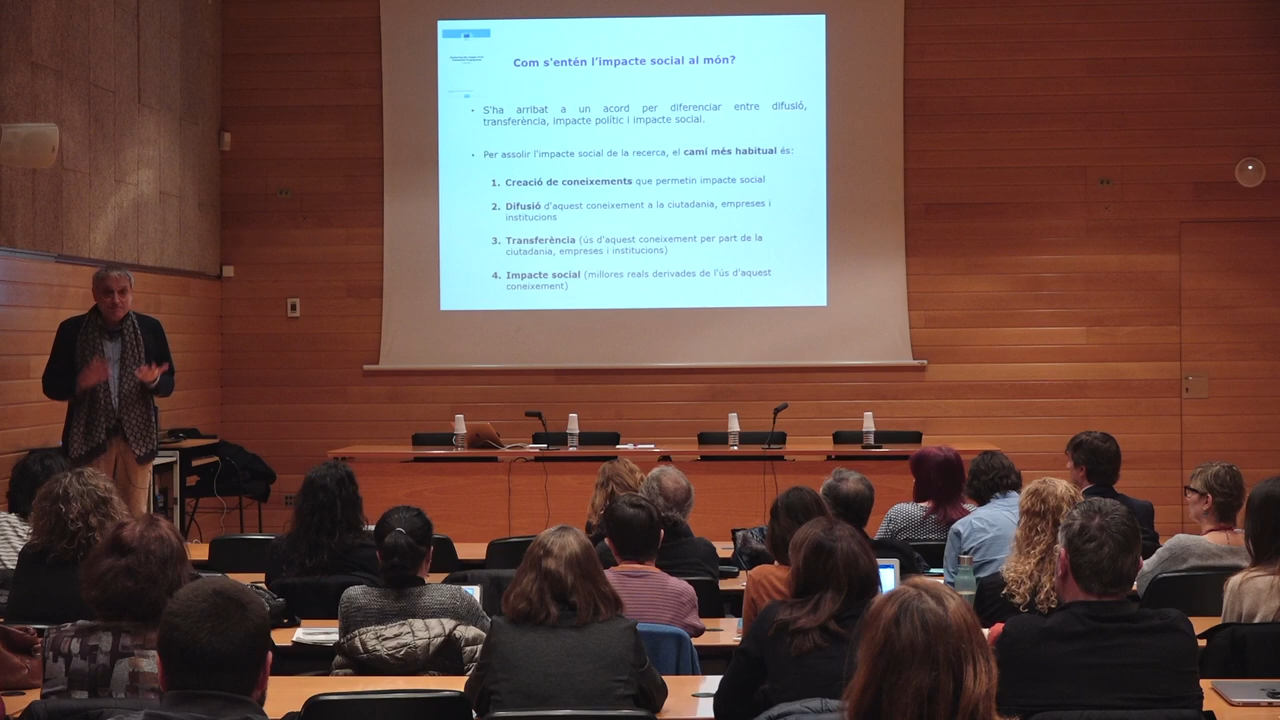 Com s'entén l'impacte social al món?
• S'ha arribat a un acord per diferenciar entre difusió,
transferència, impacte polític i impacte social.
• Per assolir l'impacte social de la recerca, el camí més habitual és:
1. Creació de coneixements que permetin impacte social
2. Difusió d'aquest coneixement a la ciutadania, empreses i
institucions
3. Transferència (ús d'aquest coneixement per part de la
ciutadania, empreses i institucions)
4. Impacte social (millores reals derivades de l'ús d'aquest
coneixement)